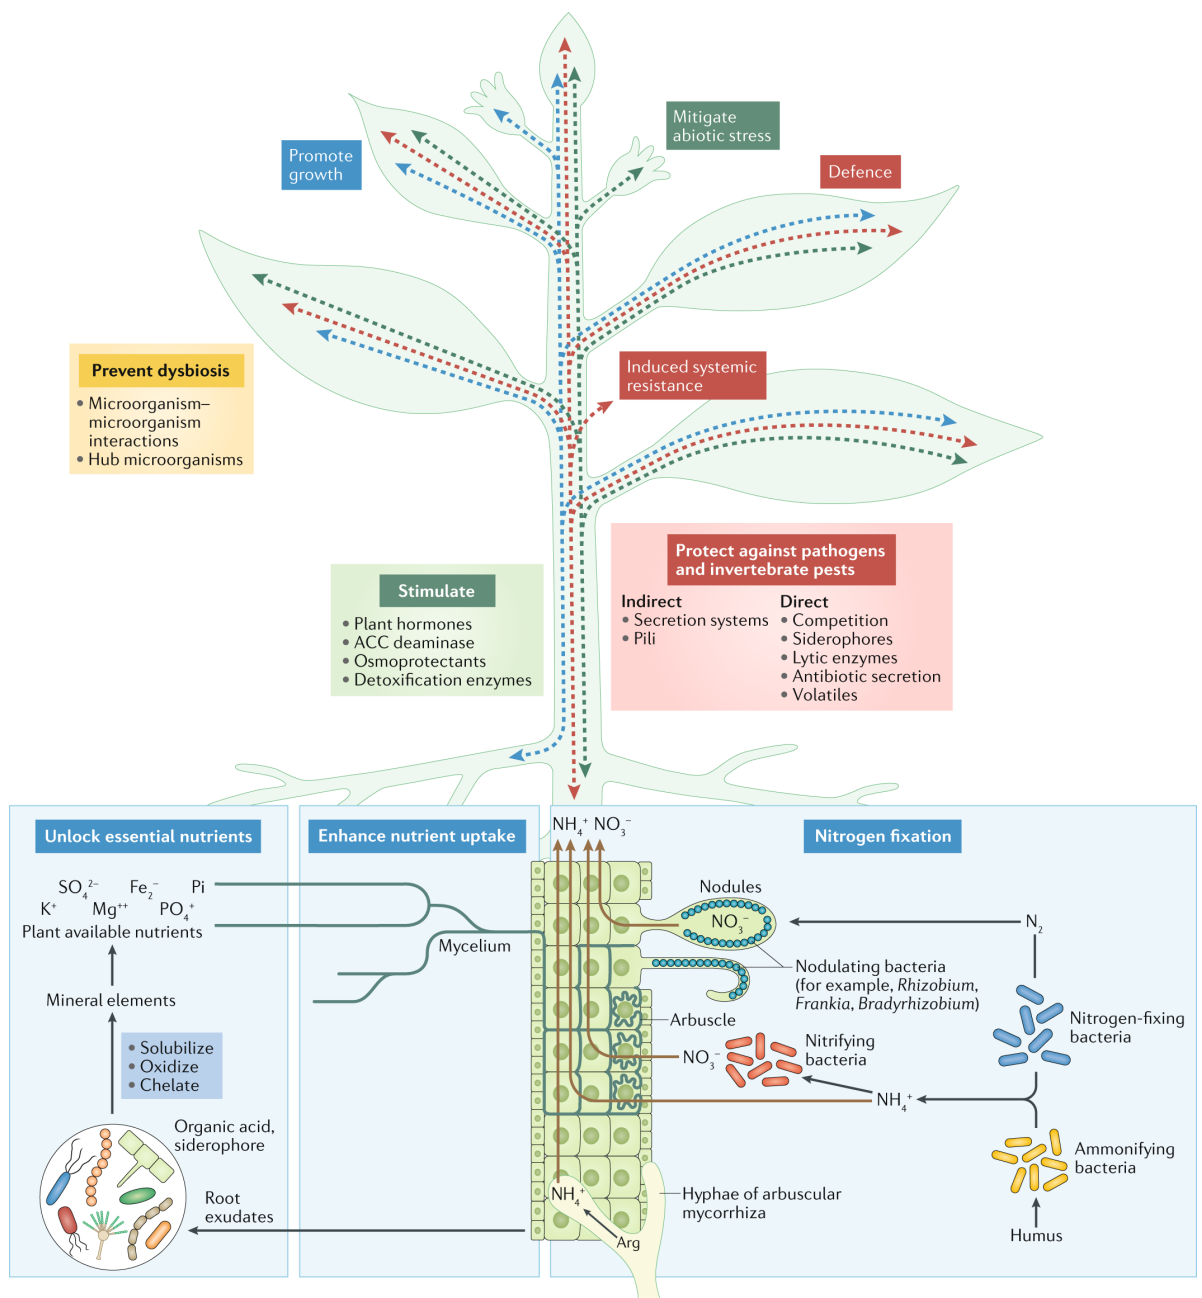 Promote
growth
Mitigate
abiotic stress
Defence
Prevent dysbiosis
• Microorganism–
microorganism
interactions
• Hub microorganisms
Induced systemic
resistance
Stimulate
• Plant hormones
• ACC deaminase
• Osmoprotectants
• Detoxification enzymes
Protect against pathogens
and invertebrate pests
Indirect
• Secretion systems
• Pili
Direct
• Competition
• Siderophores
• Lytic enzymes
• Antibiotic secretion
• Volatiles
Unlock essential nutrients
SO₄²⁻ Fe₂⁻ Pi
K⁺ Mg⁺⁺ PO₄⁺
Plant available nutrients
Mineral elements
• Solubilize
• Oxidize
• Chelate
Organic acid,
siderophore
Root
exudates
Enhance nutrient uptake
Mycelium
Nitrogen fixation
NH₄⁺ NO₃⁻
Nodules
NO₃⁻
N₂
Nodulating bacteria
(for example, Rhizobium,
Frankia, Bradyrhizobium)
Arbuscle
Nitrogen-fixing
bacteria
Nitrifying
bacteria
NO₃⁻
NH₄⁺
Ammonifying
bacteria
Hyphae of arbuscular
mycorrhiza
NH₄⁺
Arg
Humus